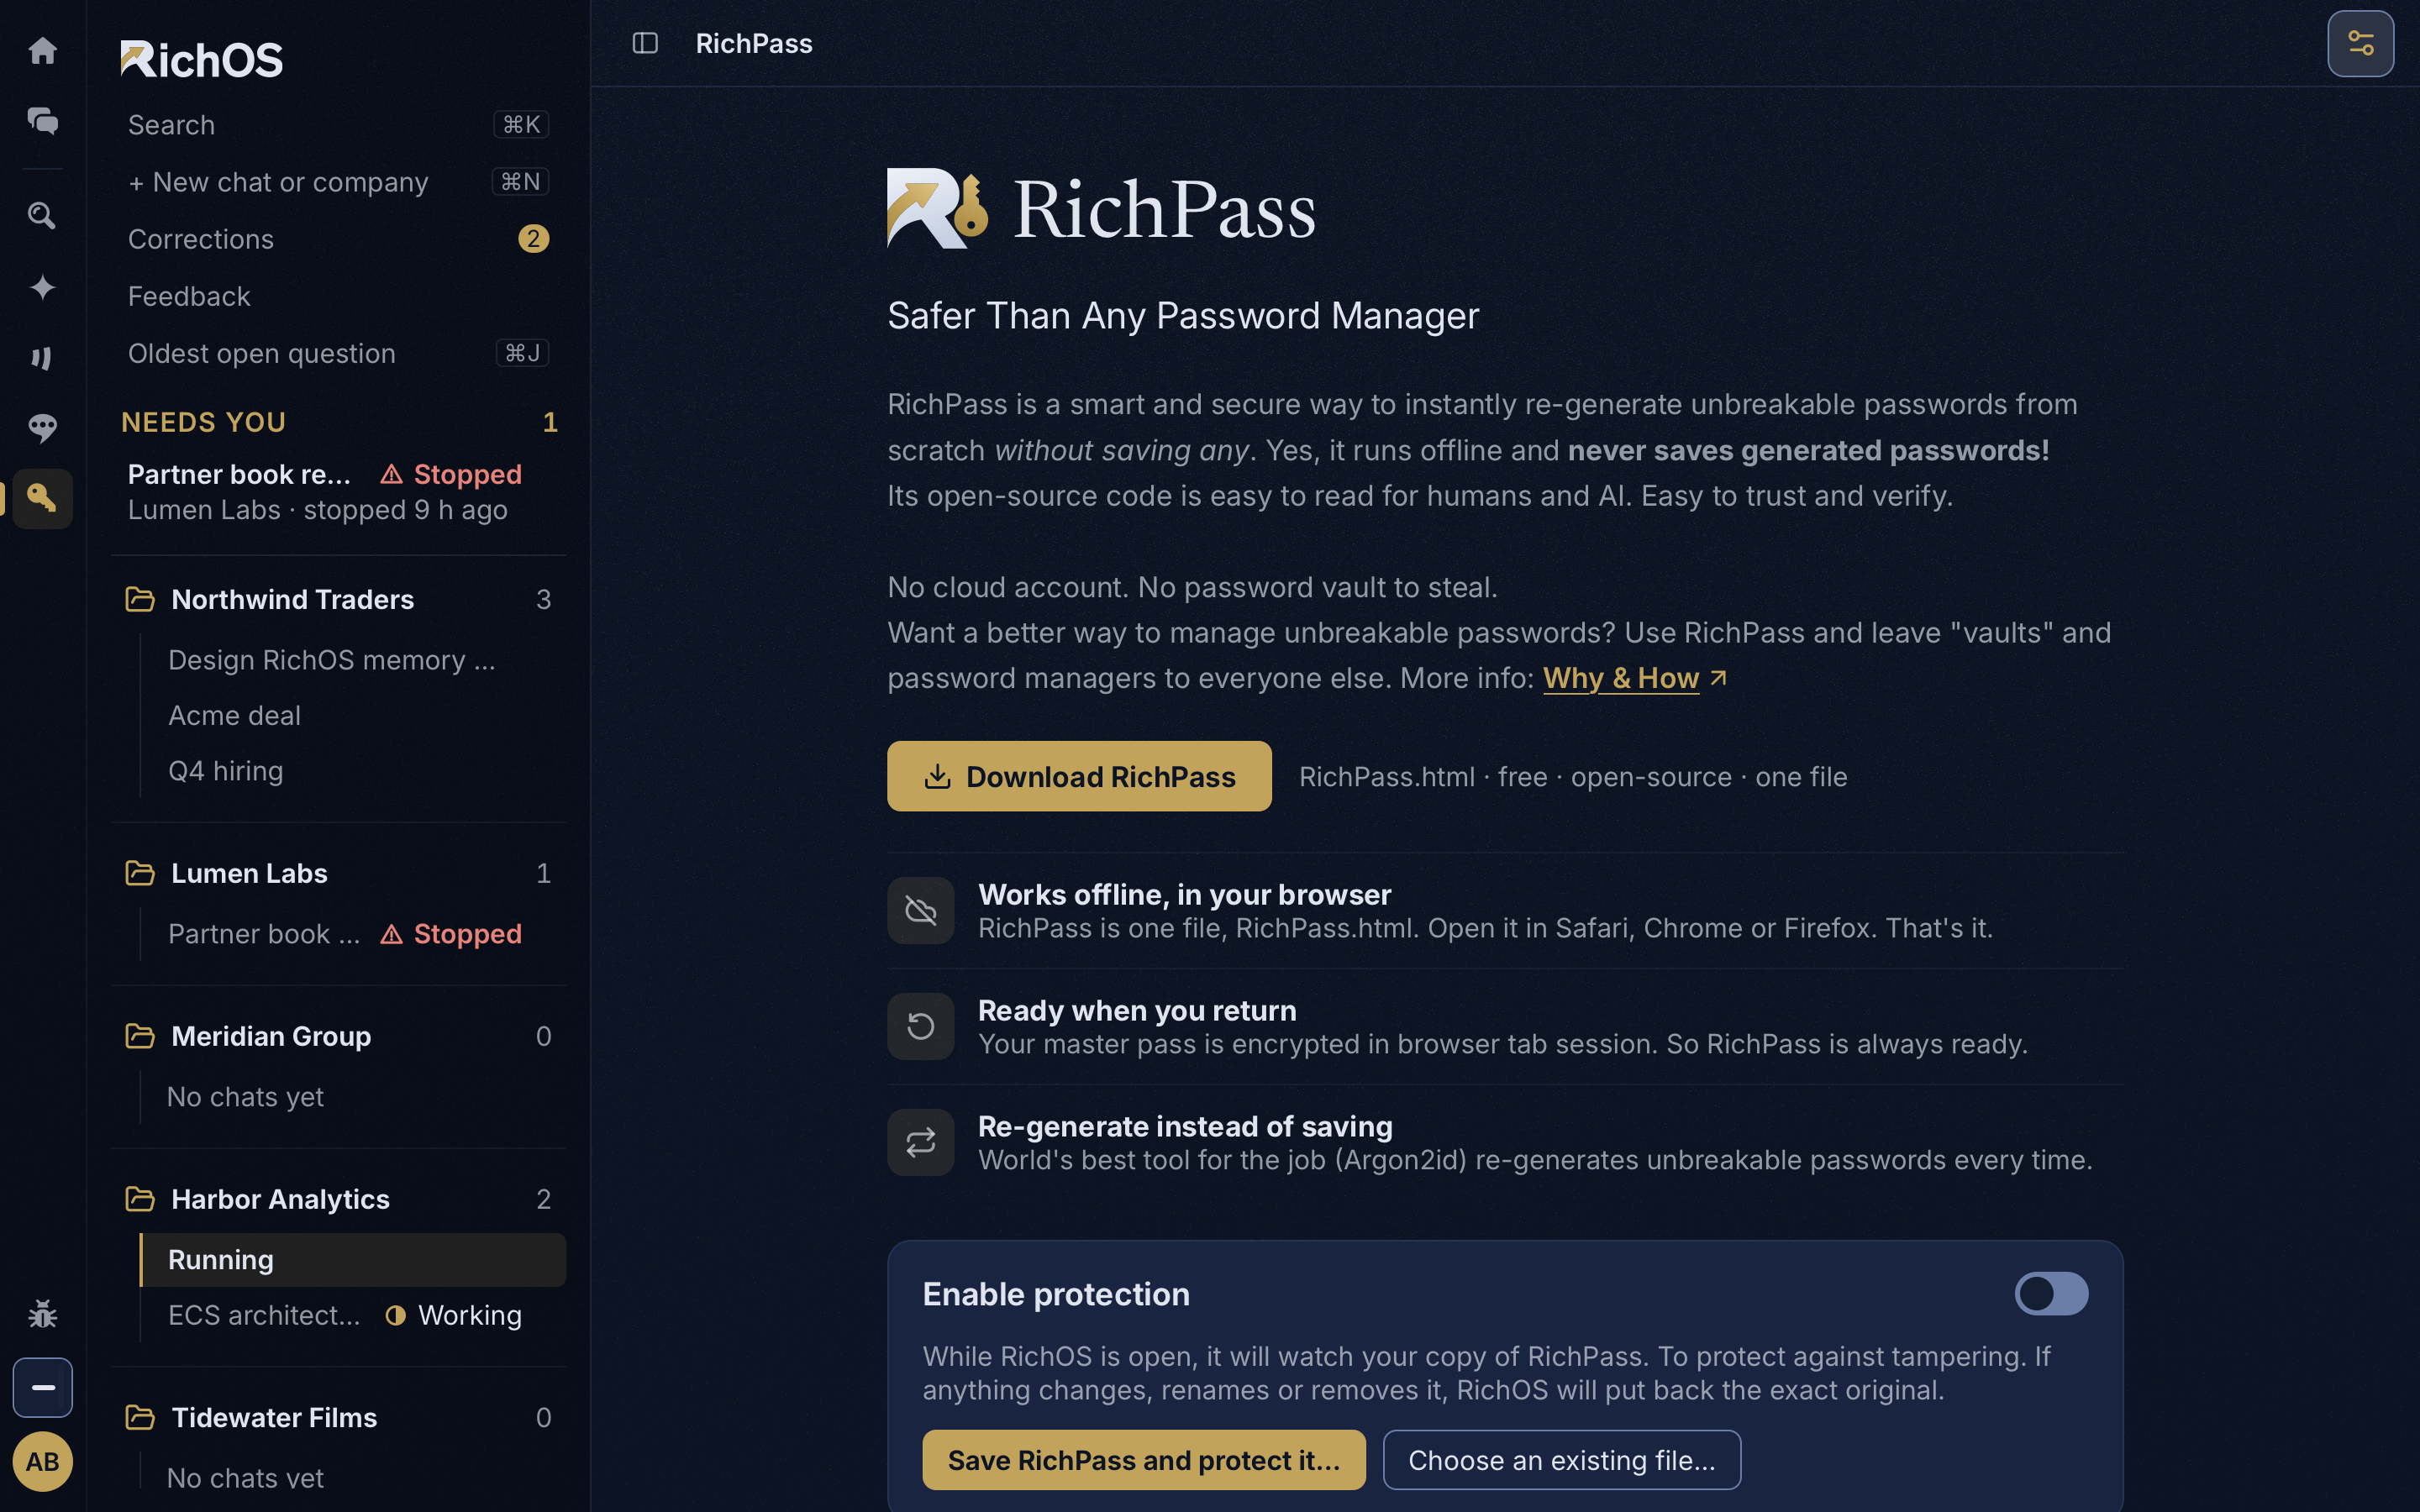 RichOS
Search ⌘K
+ New chat or company ⌘N
Corrections 2
Feedback
Oldest open question ⌘J
NEEDS YOU 1
Partner book re... Stopped
Lumen Labs · stopped 9 h ago
Northwind Traders 3
Design RichOS memory ...
Acme deal
Q4 hiring
Lumen Labs 1
Partner book ... Stopped
Meridian Group 0
No chats yet
Harbor Analytics 2
Running
ECS architect... Working
Tidewater Films 0
No chats yet
AB
RichPass
RichPass
Safer Than Any Password Manager
RichPass is a smart and secure way to instantly re-generate unbreakable passwords from
scratch without saving any. Yes, it runs offline and never saves generated passwords!
Its open-source code is easy to read for humans and AI. Easy to trust and verify.
No cloud account. No password vault to steal.
Want a better way to manage unbreakable passwords? Use RichPass and leave "vaults" and
password managers to everyone else. More info: Why & How ↗
Download RichPass RichPass.html · free · open-source · one file
Works offline, in your browser
RichPass is one file, RichPass.html. Open it in Safari, Chrome or Firefox. That's it.
Ready when you return
Your master pass is encrypted in browser tab session. So RichPass is always ready.
Re-generate instead of saving
World's best tool for the job (Argon2id) re-generates unbreakable passwords every time.
Enable protection
While RichOS is open, it will watch your copy of RichPass. To protect against tampering. If
anything changes, renames or removes it, RichOS will put back the exact original.
Save RichPass and protect it... Choose an existing file...